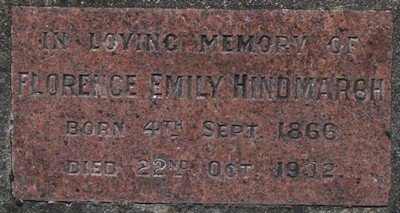 IN LOVING MEMORY OF
FLORENCE EMILY HINDMARSH
BORN 4TH SEPT. 1866
DIED 22ND OCT. 1932.